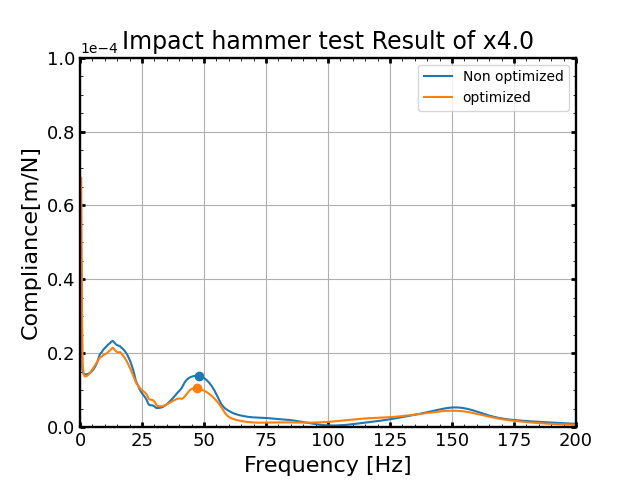 Impact hammer test Result of x4.0
1e−4
1.0
0.8
0.6
0.4
0.2
0.0
Compliance[m/N]
Non optimized
optimized
0 25 50 75 100 125 150 175 200
Frequency [Hz]